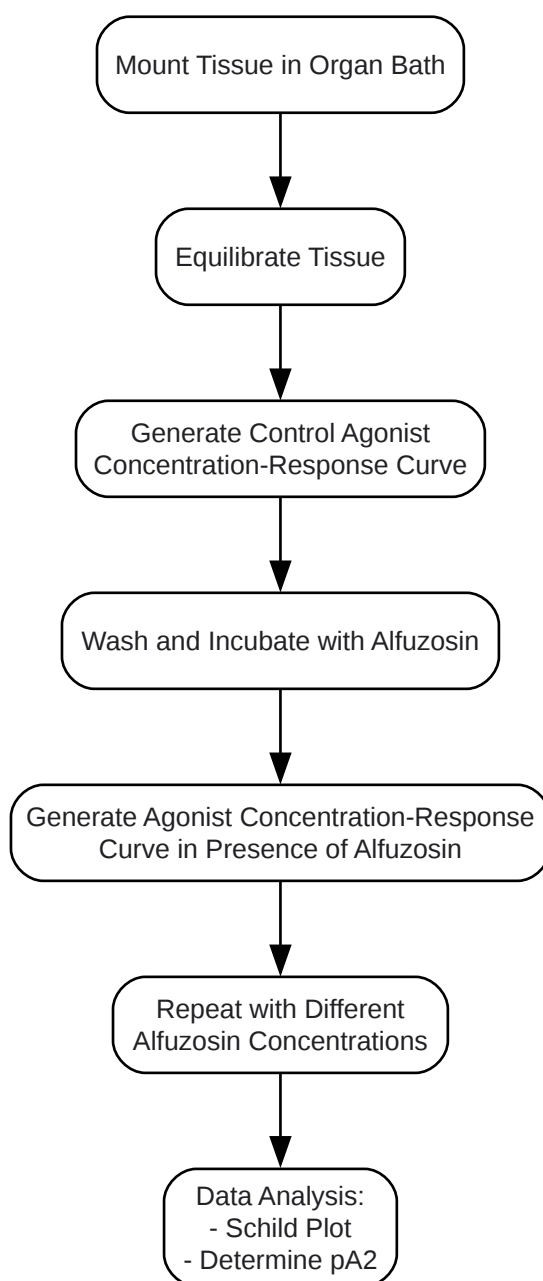 Mount Tissue in Organ Bath
Equilibrate Tissue
Generate Control Agonist
Concentration-Response Curve
Wash and Incubate with Alfuzosin
Generate Agonist Concentration-Response
Curve in Presence of Alfuzosin
Repeat with Different
Alfuzosin Concentrations
Data Analysis:
- Schild Plot
- Determine pA2